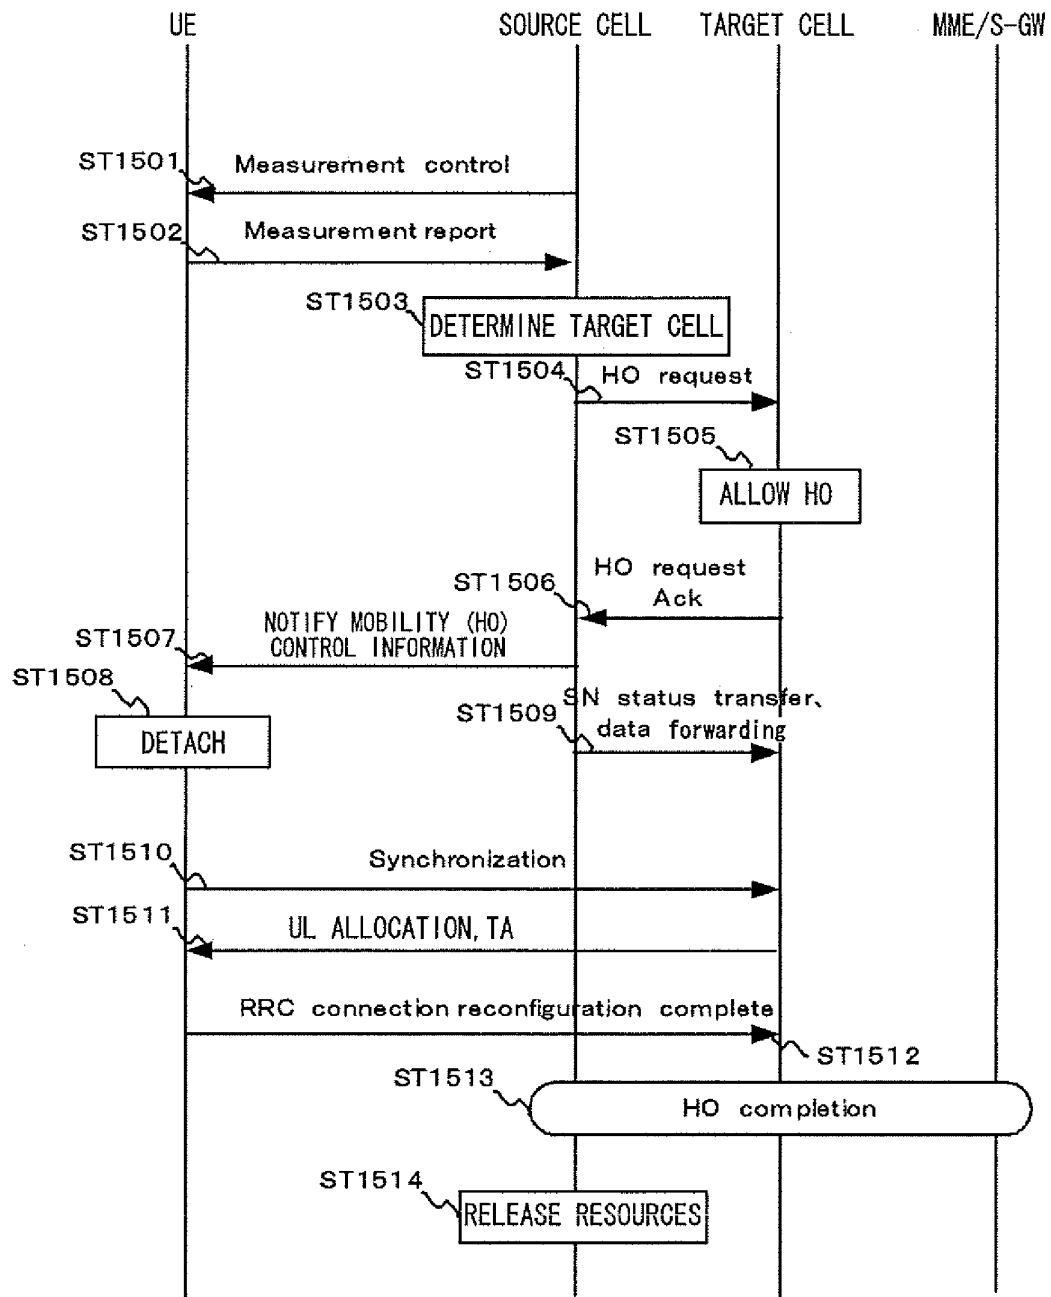 UE SOURCE CELL TARGET CELL MME/S-GW
ST1501 Measurement control
ST1502 Measurement report
ST1503
DETERMINE TARGET CELL
ST1504 HO request
ST1505
ALLOW HO
ST1506 HO request
Ack
ST1507 NOTIFY MOBILITY (HO)
CONTROL INFORMATION
ST1508
DETACH
ST1509 SN status transfer、
data forwarding
ST1510 Synchronization
ST1511 UL ALLOCATION, TA
RRC connection reconfiguration complete
ST1512
ST1513 HO completion
ST1514
RELEASE RESOURCES